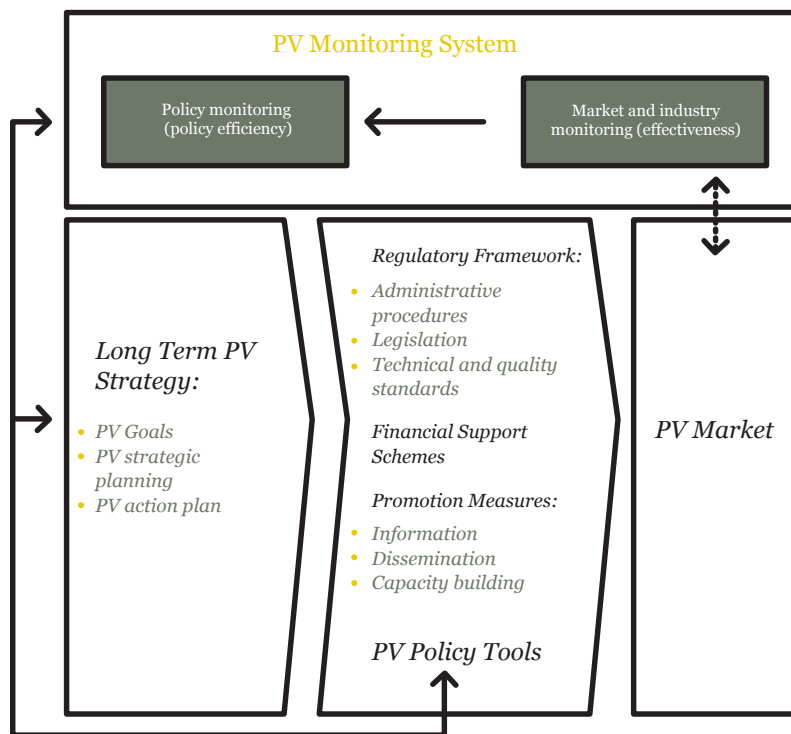 PV Monitoring System
Policy monitoring
(policy efficiency)
Market and industry
monitoring (effectiveness)
Long Term PV
Strategy:
• PV Goals
• PV strategic
planning
• PV action plan
Regulatory Framework:
• Administrative
procedures
• Legislation
• Technical and quality
standards
Financial Support
Schemes
Promotion Measures:
• Information
• Dissemination
• Capacity building
PV Policy Tools
PV Market